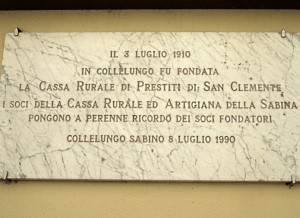 IL 3 LUGLIO 1910
IN COLLELUNGO FU FONDATA
LA CASSA RURALE DI PRESTITI DI SAN CLEMENTE
I SOCI DELLA CASSA RURALE ED ARTIGIANA DELLA SABINA
PONGONO A PERENNE RICORDO DEI SOCI FONDATORI
COLLELUNGO SABINO 8 LUGLIO 1990